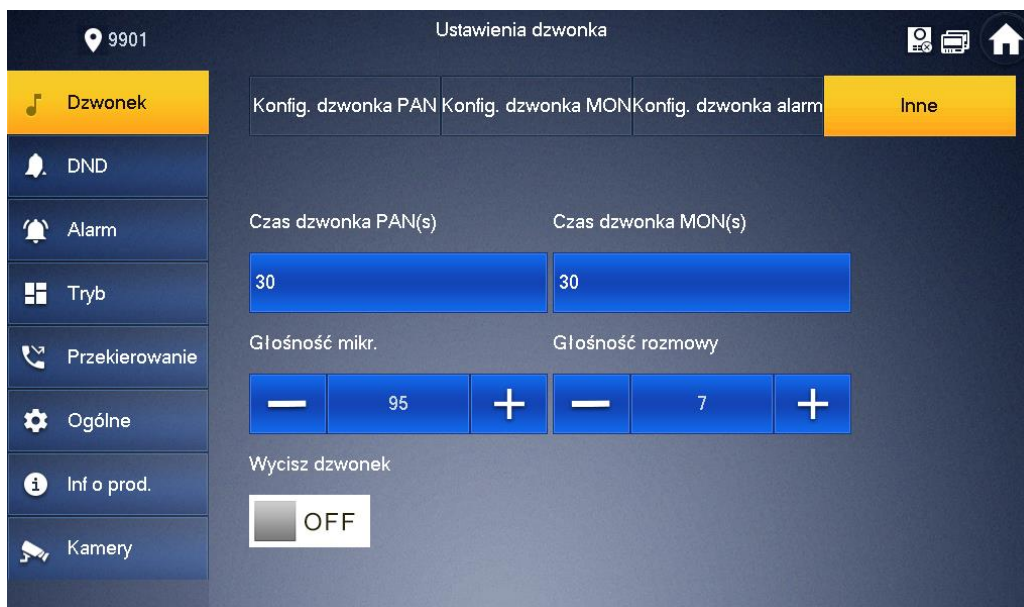 9901
Ustawienia dzwonka
Dzwonek
DND
Alarm
Tryb
Przekierowanie
Ogólne
Inf o prod.
Kamery
Konfig. dzwonka PAN
Konfig. dzwonka MON
Konfig. dzwonka alarm
Inne
Czas dzwonka PAN(s)
Czas dzwonka MON(s)
30
30
Głośność mikr.
Głośność rozmowy
— 95 +
— 7 +
Wycisz dzwonek
OFF